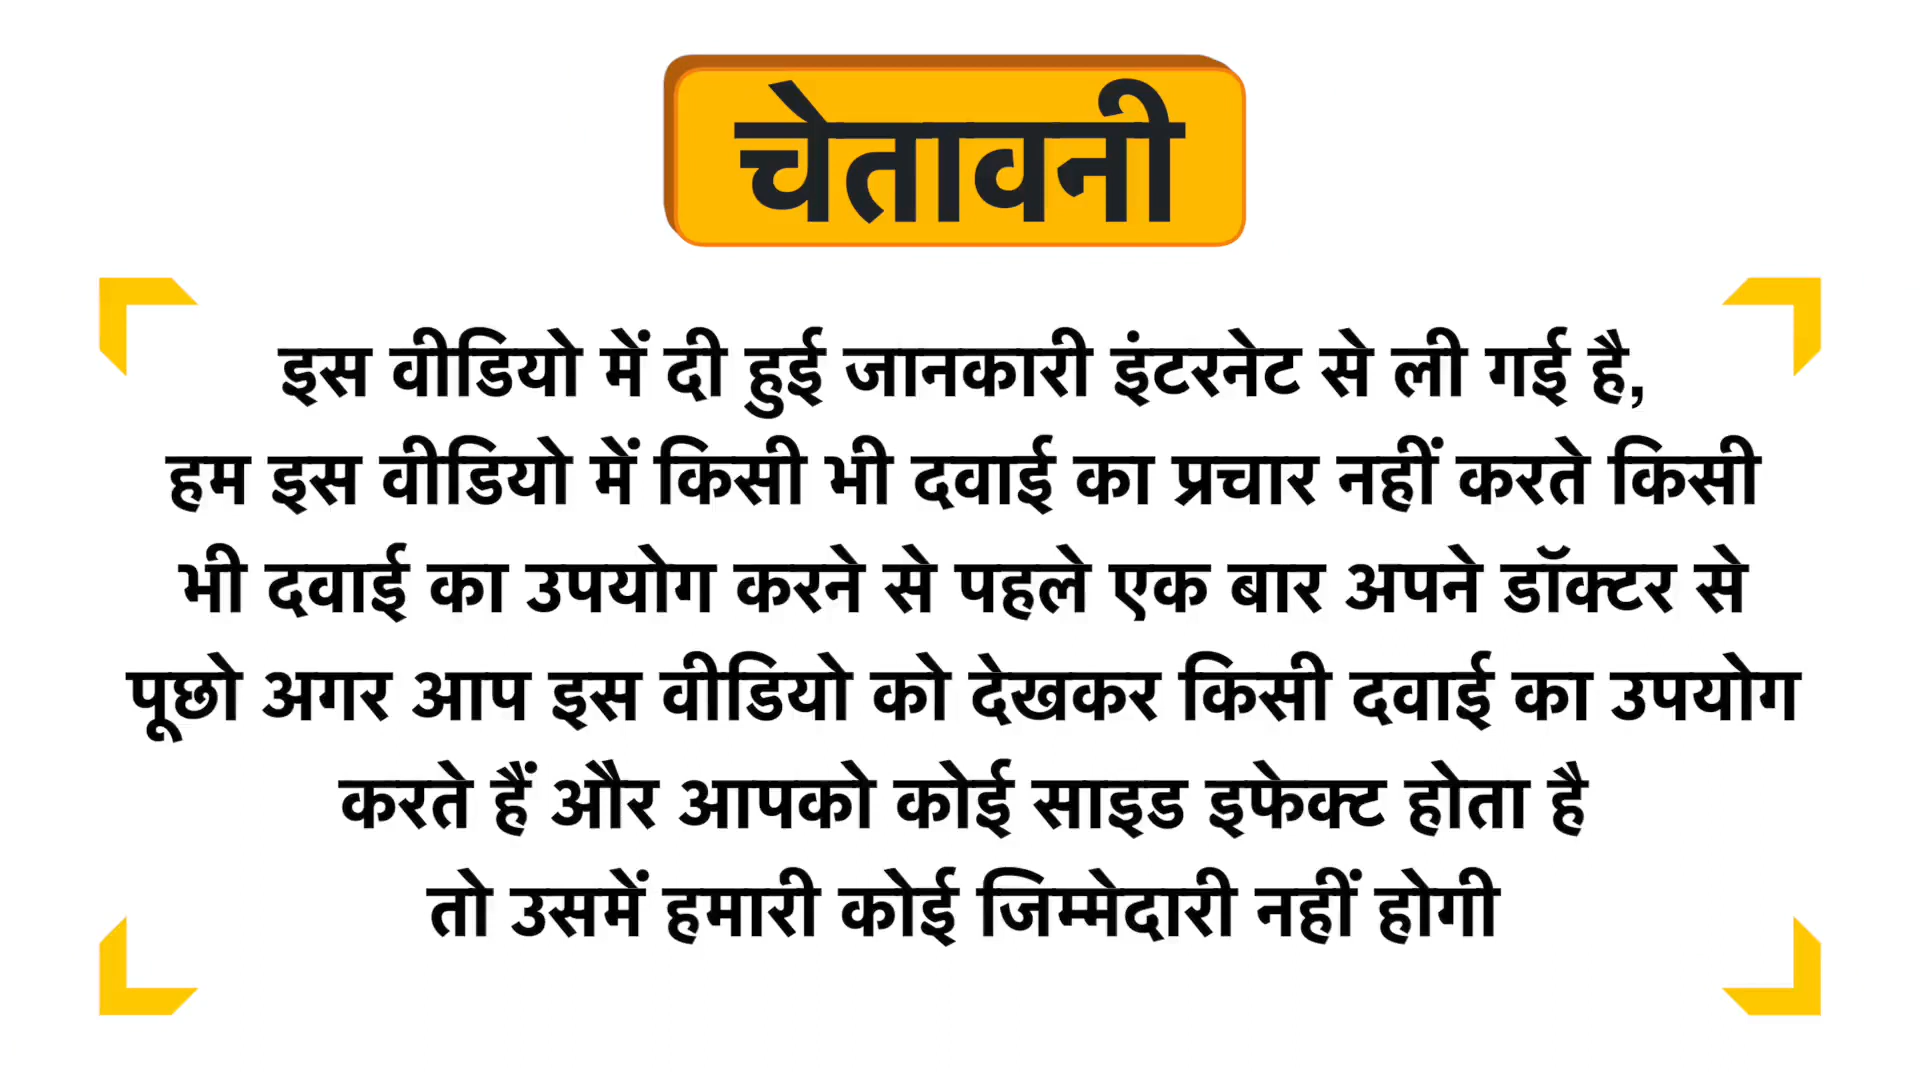 चेतावनी
इस वीडियो में दी हुई जानकारी इंटरनेट से ली गई है,
हम इस वीडियो में किसी भी दवाई का प्रचार नहीं करते किसी
भी दवाई का उपयोग करने से पहले एक बार अपने डॉक्टर से
पूछो अगर आप इस वीडियो को देखकर किसी दवाई का उपयोग
करते हैं और आपको कोई साइड इफेक्ट होता है
तो उसमें हमारी कोई जिम्मेदारी नहीं होगी